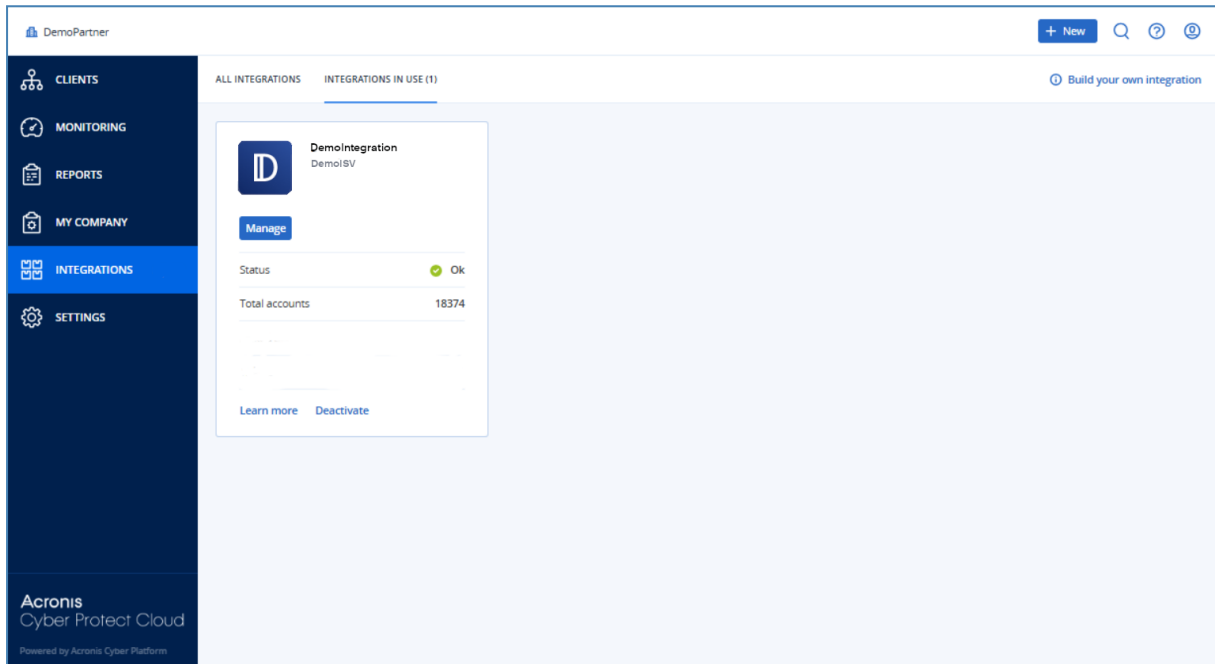 DemoPartner
+ New
CLIENTS
MONITORING
REPORTS
MY COMPANY
INTEGRATIONS
SETTINGS
ALL INTEGRATIONS INTEGRATIONS IN USE (1)
Build your own integration
D
DemoIntegration
DemoISV
Manage
Status Ok
Total accounts 18374
Learn more Deactivate
Acronis
Cyber Protect Cloud
Powered by Acronis Cyber Platform